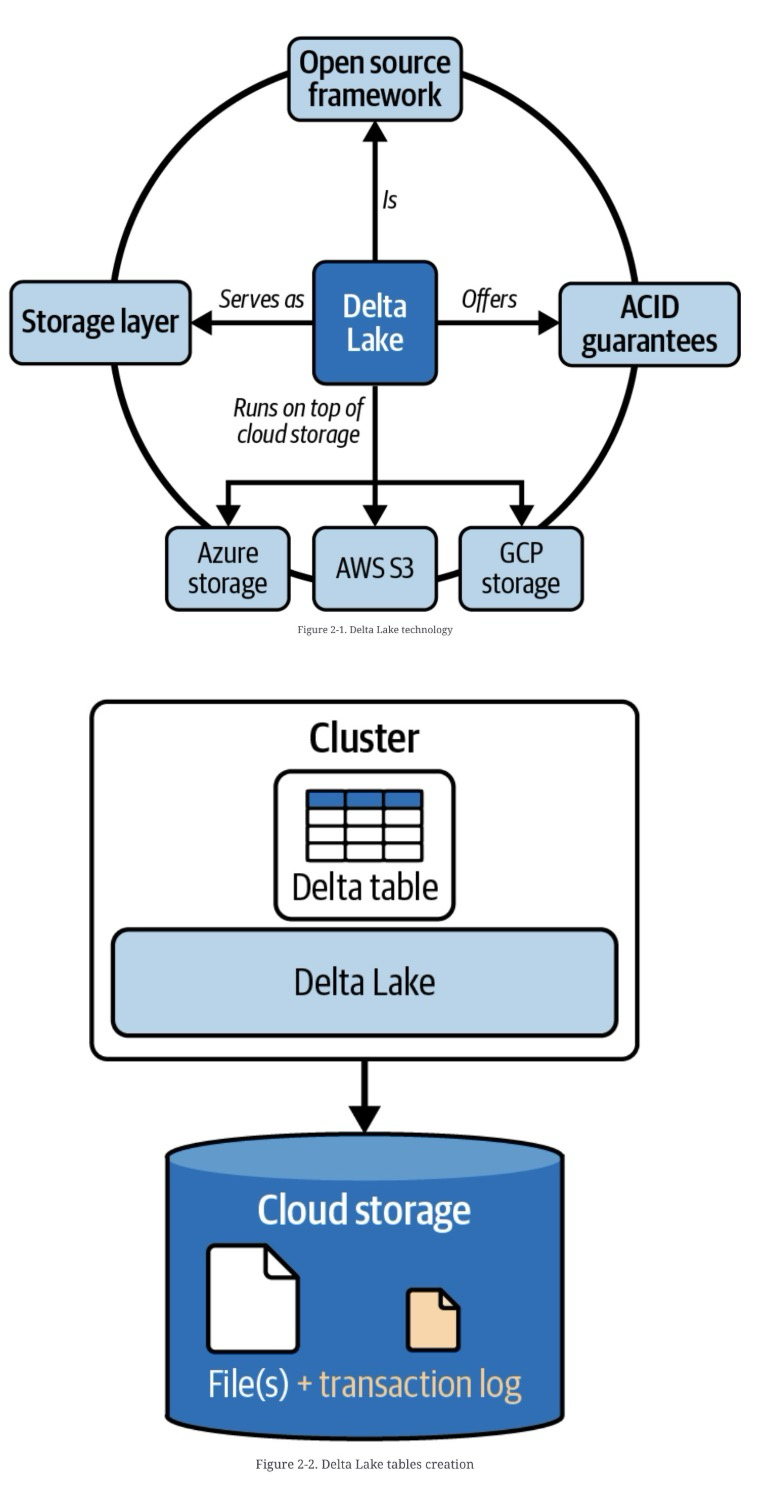 Open source
framework
Is
Storage layer
Serves as
Delta
Lake
Offers
ACID
guarantees
Runs on top of
cloud storage
Azure
storage
AWS S3
GCP
storage
Figure 2-1. Delta Lake technology
Cluster
Delta table
Delta Lake
Cloud storage
File(s) + transaction log
Figure 2-2. Delta Lake tables creation